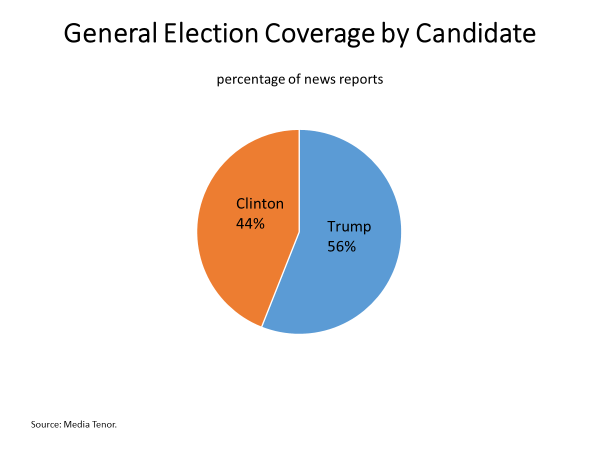 General Election Coverage by Candidate
percentage of news reports
Clinton
44%
Trump
56%
Source: Media Tenor.